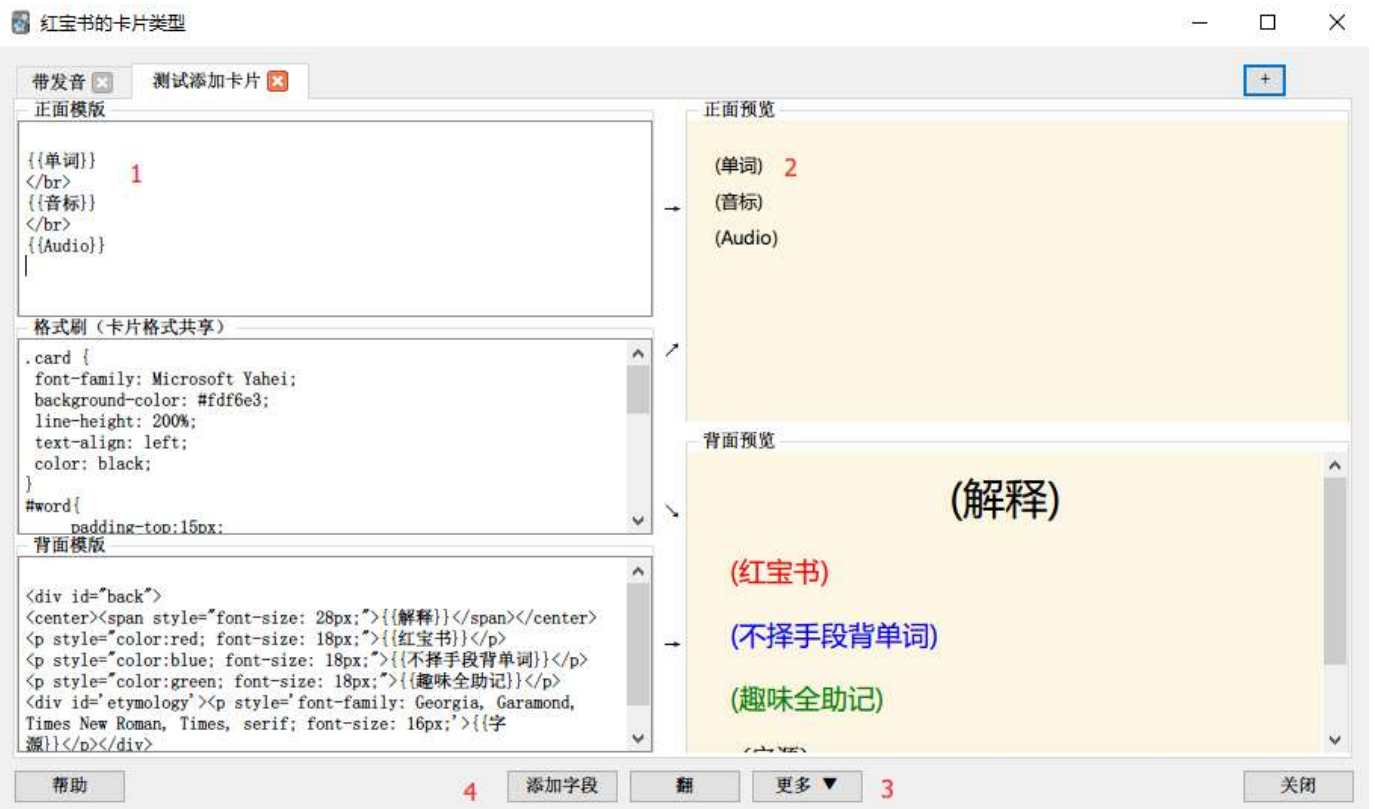 红宝书的卡片类型
带发音
测试添加卡片
+
正面模版
{{单词}}
</br>
{{音标}}
</br>
{{Audio}}
1
正面预览
(单词)
2
(音标)
(Audio)
→
格式刷（卡片格式共享）
.card {
font-family: Microsoft Yahei;
background-color: #fdf6e3;
line-height: 200%;
text-align: left;
color: black;
}
#word{
padding-top:15px;
↗
↘
背面模版
<div id="back">
<center><span style="font-size: 28px;">{{解释}}</span></center>
<p style="color:red; font-size: 18px;">{{红宝书}}</p>
<p style="color:blue; font-size: 18px;">{{不择手段背单词}}</p>
<p style="color:green; font-size: 18px;">{{趣味全助记}}</p>
<div id='etymology'><p style='font-family: Georgia, Garamond,
Times New Roman, Times, serif; font-size: 16px;'>{{字
源}}</p></div>
→
背面预览
(解释)
(红宝书)
(不择手段背单词)
(趣味全助记)
(字源)
帮助
4
添加字段
翻
更多 ▼
3
关闭